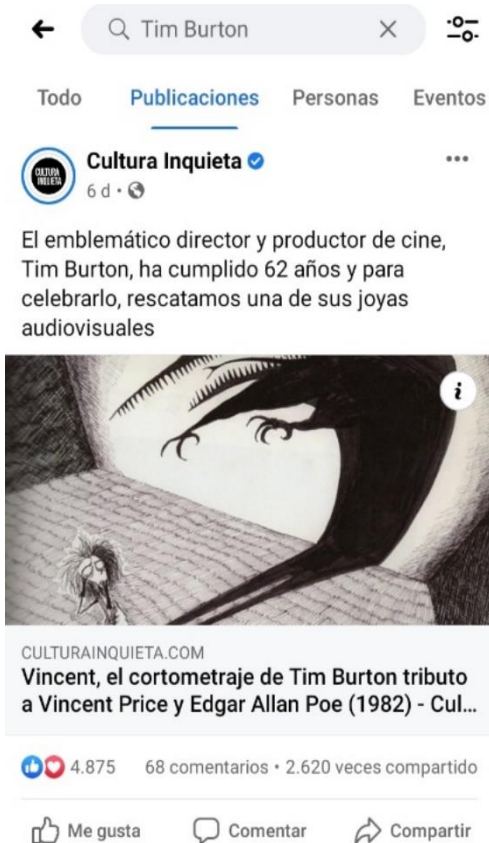 Tim Burton
Todo Publicaciones Personas Eventos
CULTURA
INQUIETA
Cultura Inquieta
6 d
El emblemático director y productor de cine,
Tim Burton, ha cumplido 62 años y para
celebrarlo, rescatamos una de sus joyas
audiovisuales
i
CULTURAINQUIETA.COM
Vincent, el cortometraje de Tim Burton tributo
a Vincent Price y Edgar Allan Poe (1982) - Cul...
4.875 68 comentarios • 2.620 veces compartido
Me gusta Comentar Compartir